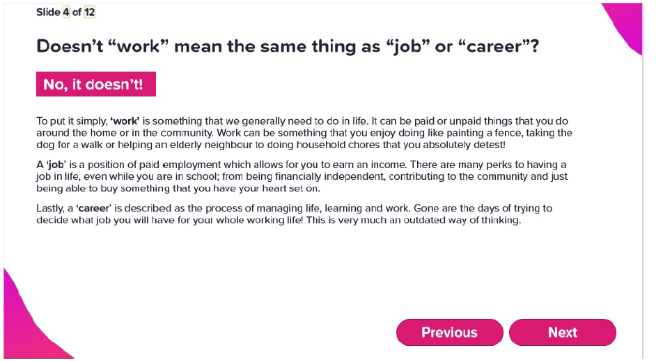 Slide 4 of 12
Doesn’t “work” mean the same thing as “job” or “career”?
No, it doesn’t!
To put it simply, ‘work’ is something that we generally need to do in life. It can be paid or unpaid things that you do
around the home or in the community. Work can be something that you enjoy doing like painting a fence, taking the
dog for a walk or helping an elderly neighbour to doing household chores that you absolutely detest!
A ‘job’ is a position of paid employment which allows for you to earn an income. There are many perks to having a
job in life, even while you are in school; from being financially independent, contributing to the community and just
being able to buy something that you have your heart set on.
Lastly, a ‘career’ is described as the process of managing life, learning and work. Gone are the days of trying to
decide what job you will have for your whole working life! This is very much an outdated way of thinking.
Previous
Next